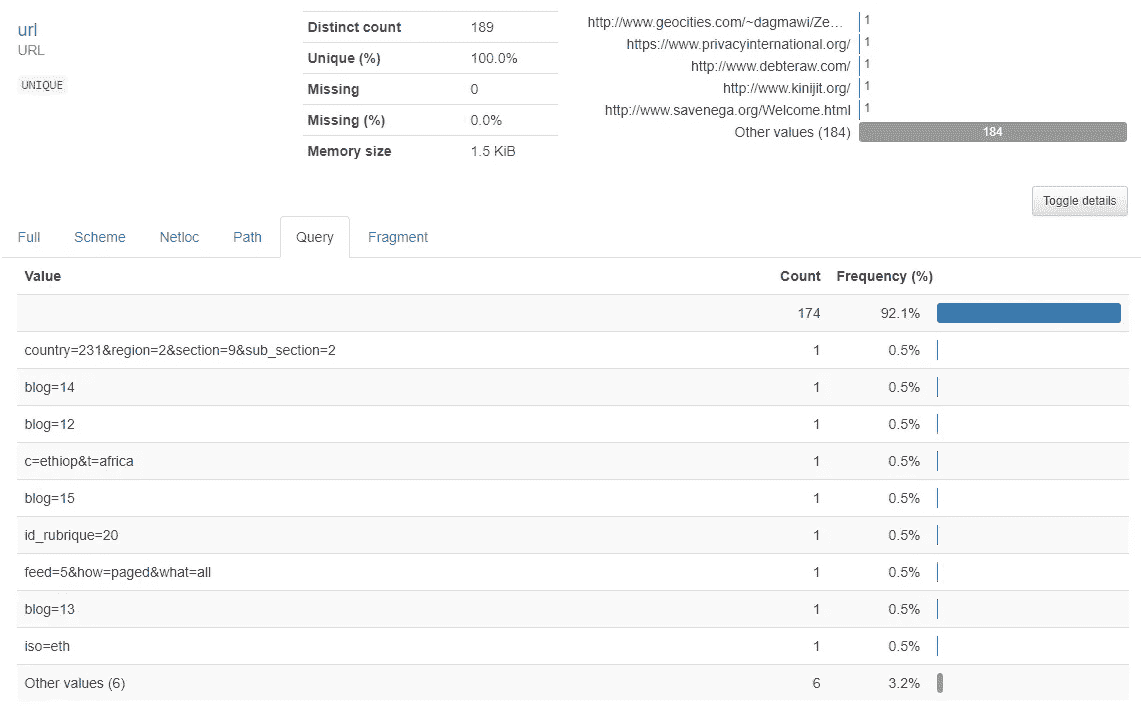 url
URL
UNIQUE
Distinct count 189
Unique (%) 100.0%
Missing 0
Missing (%) 0.0%
Memory size 1.5 KiB
http://www.geocities.com/~dagmawi/Ze... 1
https://www.privacyinternational.org/ 1
http://www.debteraw.com/ 1
http://www.kinijit.org/ 1
http://www.savenega.org/Welcome.html 1
Other values (184) 184
Toggle details
Full Scheme Netloc Path Query Fragment
Value Count Frequency (%)
174 92.1%
country=231&region=2&section=9&sub_section=2 1 0.5%
blog=14 1 0.5%
blog=12 1 0.5%
c=ethiop&t=africa 1 0.5%
blog=15 1 0.5%
id_rubrique=20 1 0.5%
feed=5&how=paged&what=all 1 0.5%
blog=13 1 0.5%
iso=eth 1 0.5%
Other values (6) 6 3.2%